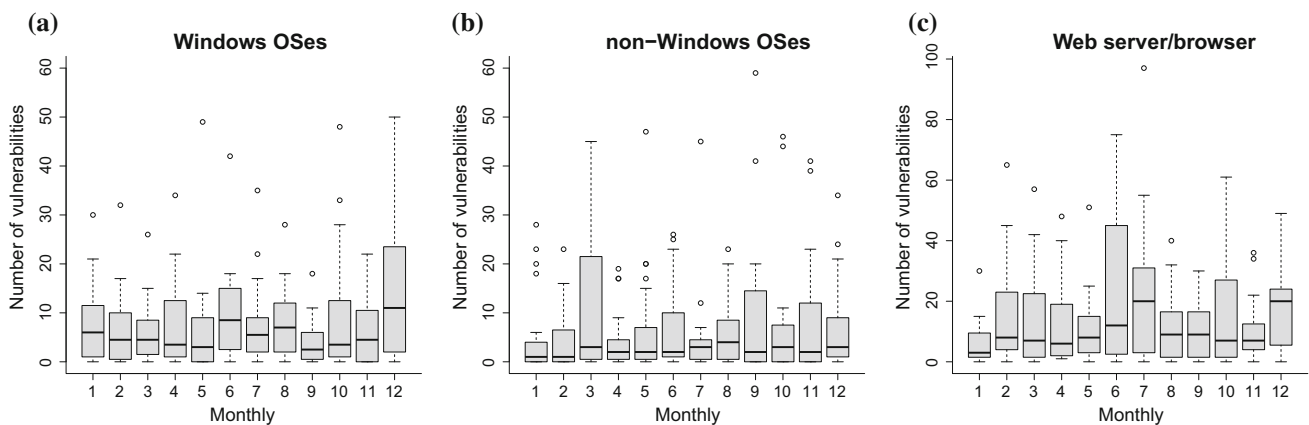 (a)
Windows OSes
Number of vulnerabilities
60
50
40
30
20
10
0
1 2 3 4 5 6 7 8 9 10 11 12
Monthly
(b)
non-Windows OSes
Number of vulnerabilities
60
50
40
30
20
10
0
1 2 3 4 5 6 7 8 9 10 11 12
Monthly
(c)
Web server/browser
Number of vulnerabilities
100
80
60
40
20
0
1 2 3 4 5 6 7 8 9 10 11 12
Monthly